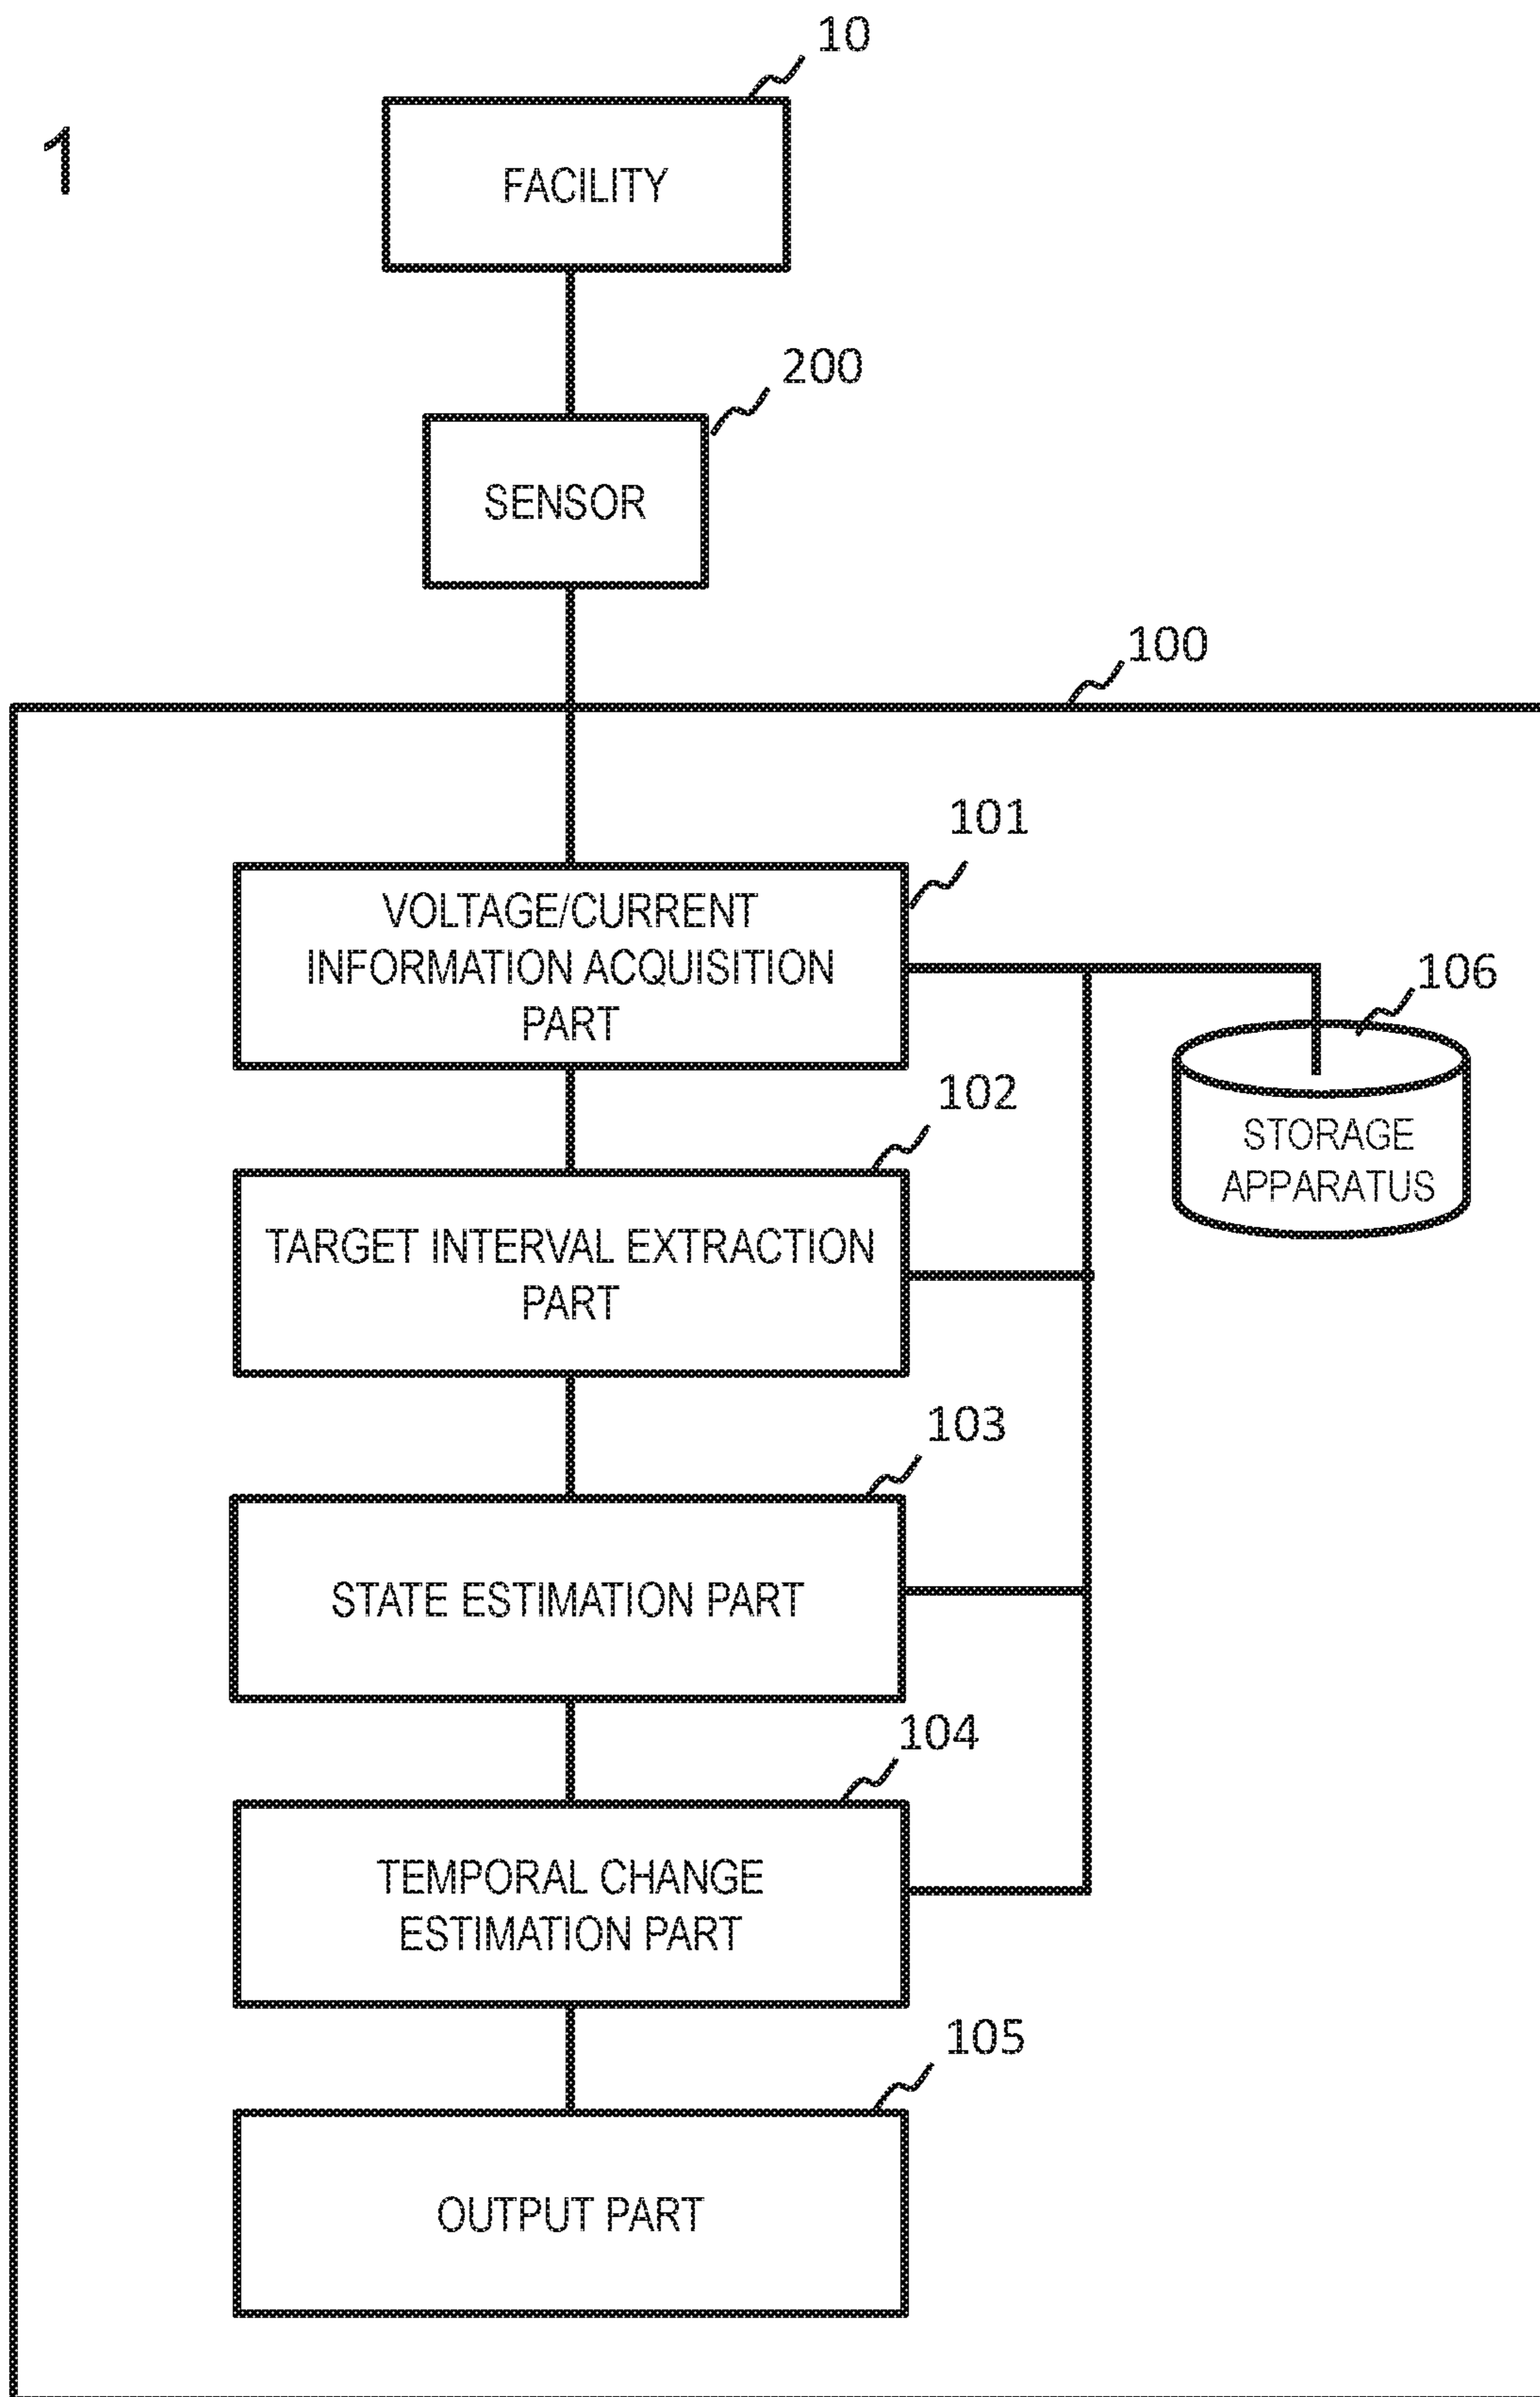 10
1
FACILITY
200
SENSOR
100
101
VOLTAGE/CURRENT
INFORMATION ACQUISITION
PART
106
STORAGE
APPARATUS
102
TARGET INTERVAL EXTRACTION
PART
103
STATE ESTIMATION PART
104
TEMPORAL CHANGE
ESTIMATION PART
105
OUTPUT PART